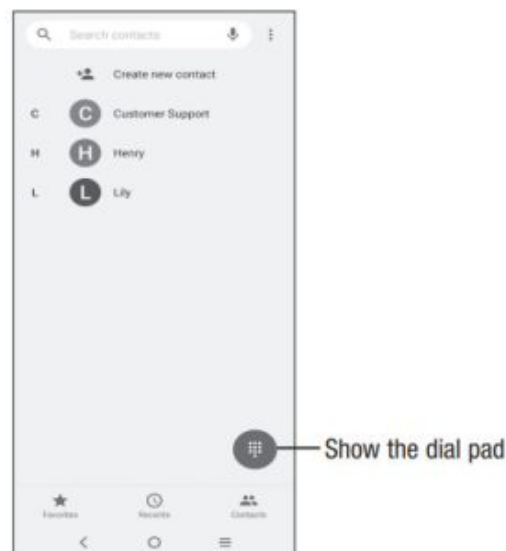 Search contacts
Create new contact
C C Customer Support
H H Henry
L L Lily
Show the dial pad
Favorites Recents Contacts